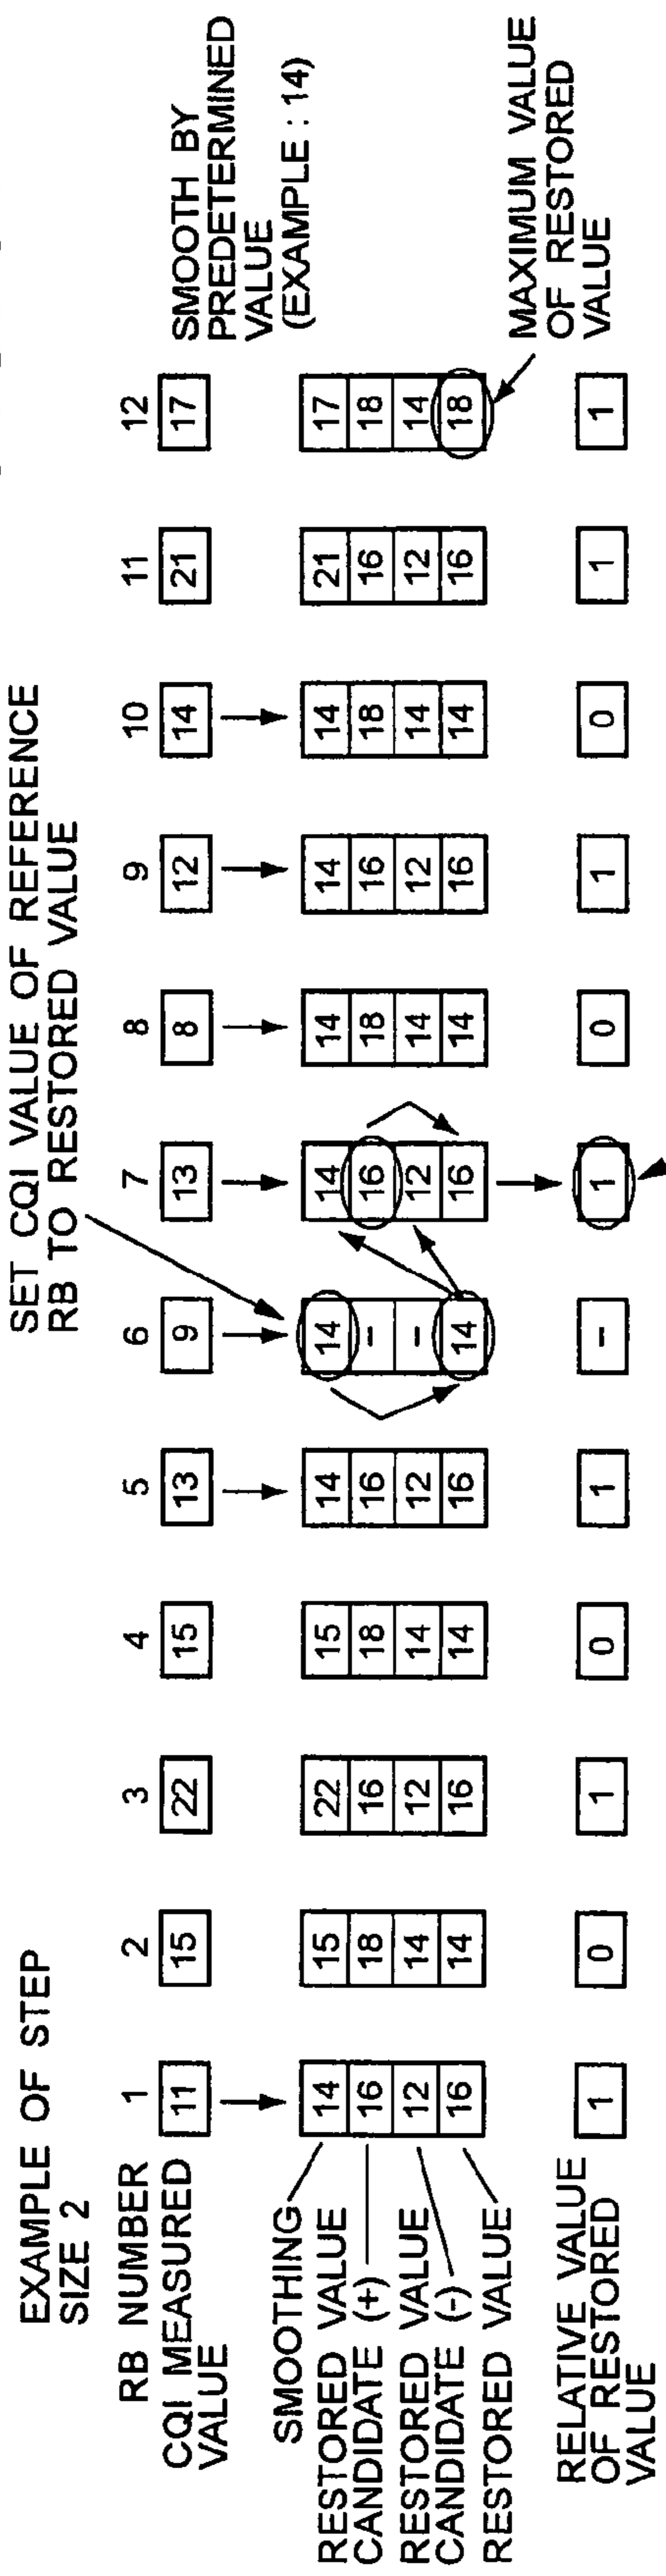 EXAMPLE OF STEP
SIZE 2
SET CQI VALUE OF REFERENCE
RB TO RESTORED VALUE
RB NUMBER 1 2 3 4 5 6 7 8 9 10 11 12
CQI MEASURED
VALUE
11 15 22 15 13 9 13 8 12 14 21 17
SMOOTH BY
PREDETERMINED
VALUE
(EXAMPLE : 14)
SMOOTHING 14 15 22 15 14 14 14 14 14 14 21 17
RESTORED VALUE
CANDIDATE (+)
16 18 16 18 16 – 16 18 16 18 16 18
RESTORED VALUE
CANDIDATE (-)
12 14 12 14 12 – 12 14 12 14 12 14
RESTORED VALUE 16 14 16 14 16 14 16 14 16 14 16 18
MAXIMUM VALUE
OF RESTORED
VALUE
RELATIVE VALUE
OF RESTORED
VALUE
1 0 1 0 1 – 1 0 1 0 1 1